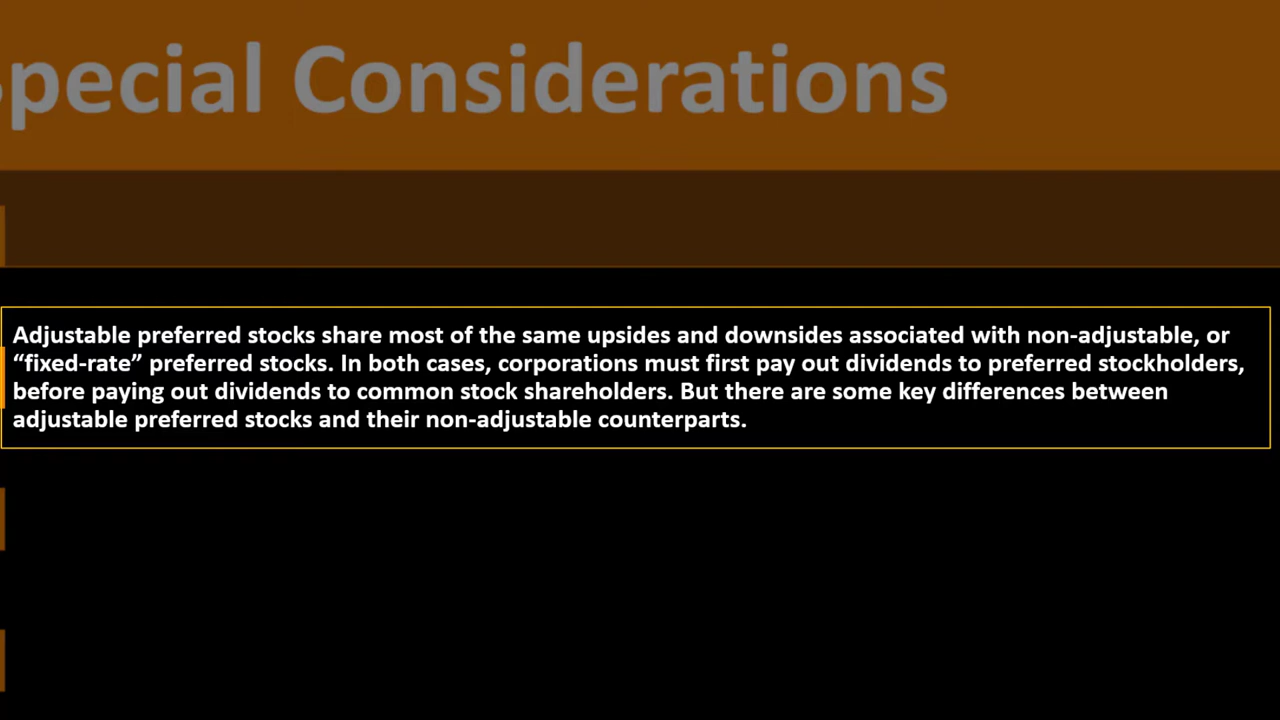 Special Considerations
Adjustable preferred stocks share most of the same upsides and downsides associated with non-adjustable, or
“fixed-rate” preferred stocks. In both cases, corporations must first pay out dividends to preferred stockholders,
before paying out dividends to common stock shareholders. But there are some key differences between
adjustable preferred stocks and their non-adjustable counterparts.